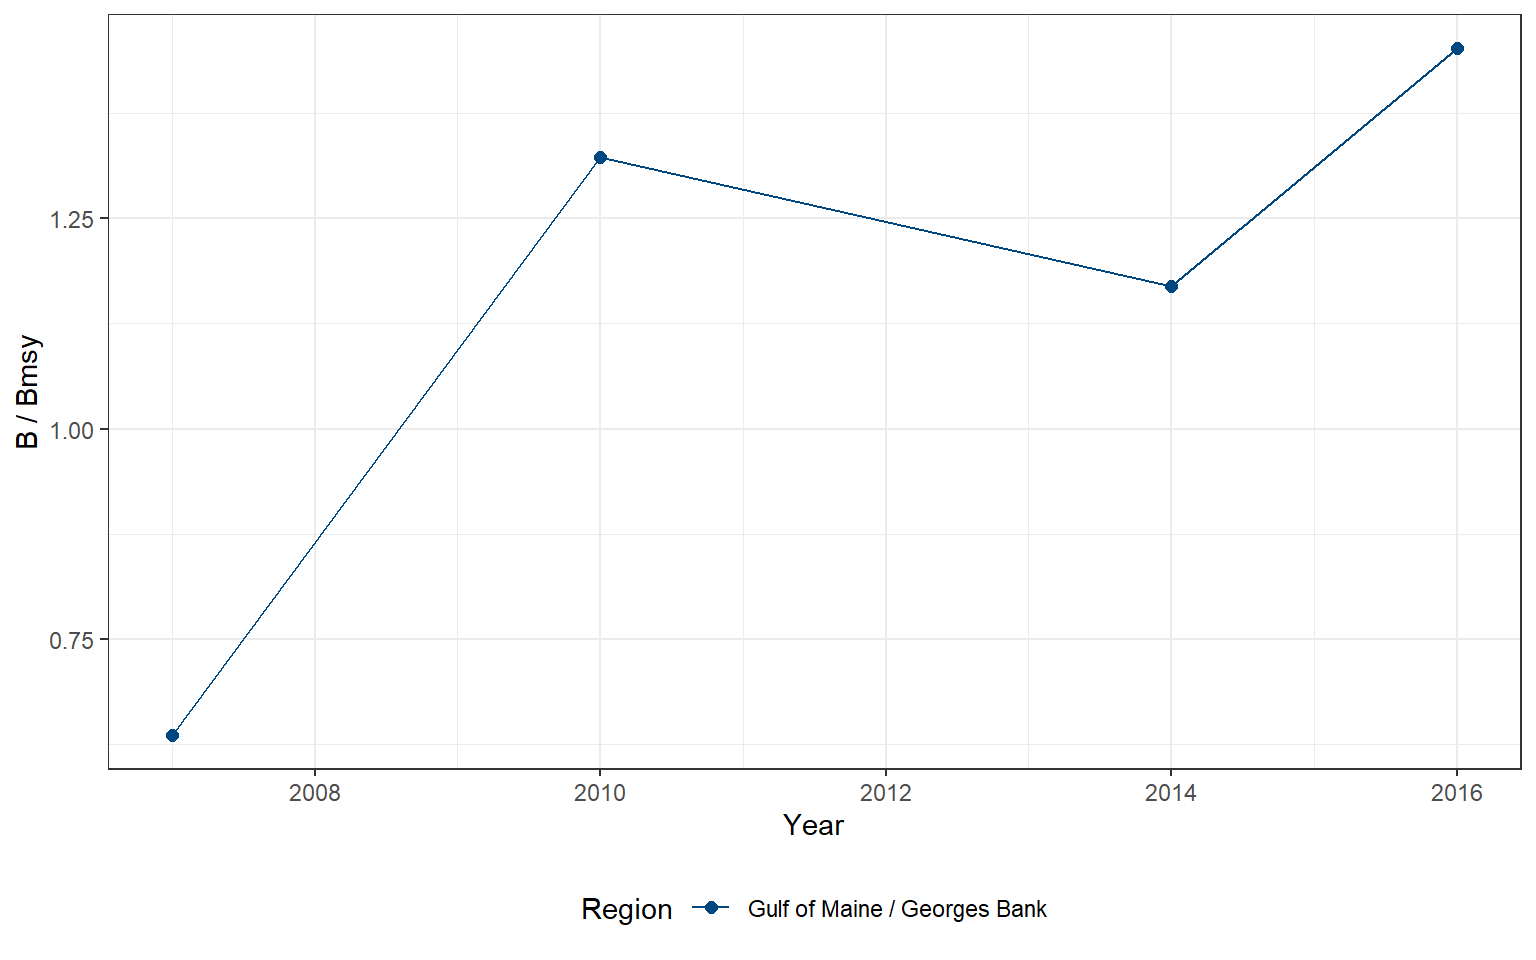 1.25
1.00
0.75
B / Bmsy
2008 2010 2012 2014 2016
Year
Region Gulf of Maine / Georges Bank